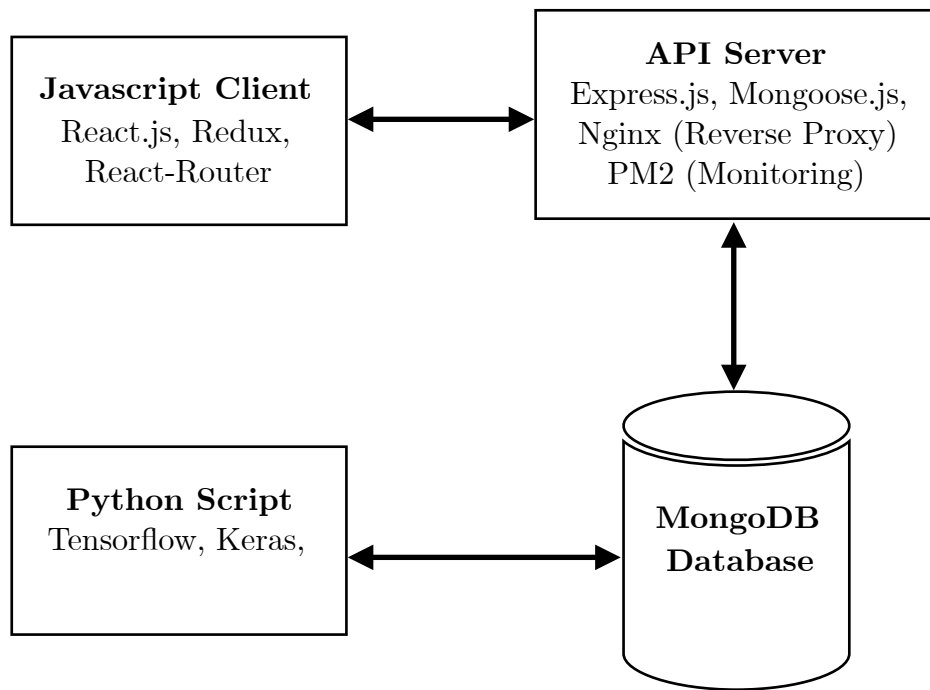 Javascript Client
React.js, Redux,
React-Router
API Server
Express.js, Mongoose.js,
Nginx (Reverse Proxy)
PM2 (Monitoring)
Python Script
Tensorflow, Keras,
MongoDB
Database